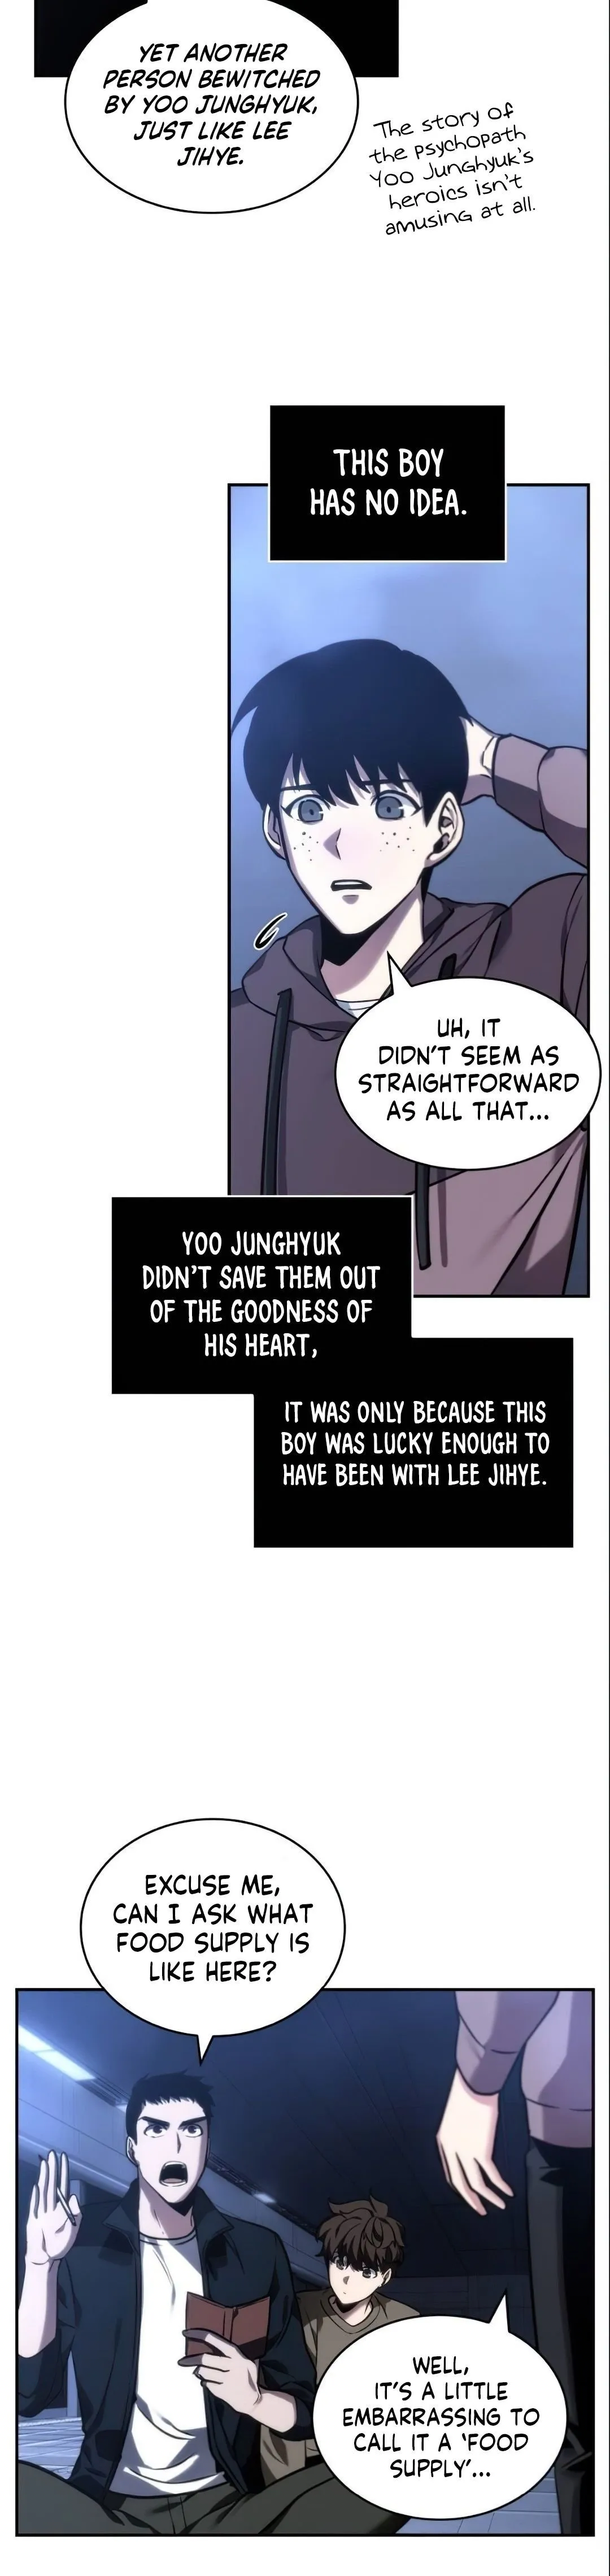 YET ANOTHER
PERSON BEWITCHED
BY YOO JUNGHYUK,
JUST LIKE LEE
JIHYE.
The story of
the psychopath
Yoo Junghyuk's
heroics isn't
amusing at all.
THIS BOY
HAS NO IDEA.
UH, IT
DIDN'T SEEM AS
STRAIGHTFORWARD
AS ALL THAT...
YOO JUNGHYUK
DIDN'T SAVE THEM OUT
OF THE GOODNESS OF
HIS HEART,
IT WAS ONLY BECAUSE THIS
BOY WAS LUCKY ENOUGH TO
HAVE BEEN WITH LEE JIHYE.
EXCUSE ME,
CAN I ASK WHAT
FOOD SUPPLY IS
LIKE HERE?
WELL,
IT'S A LITTLE
EMBARRASSING TO
CALL IT A 'FOOD
SUPPLY'...